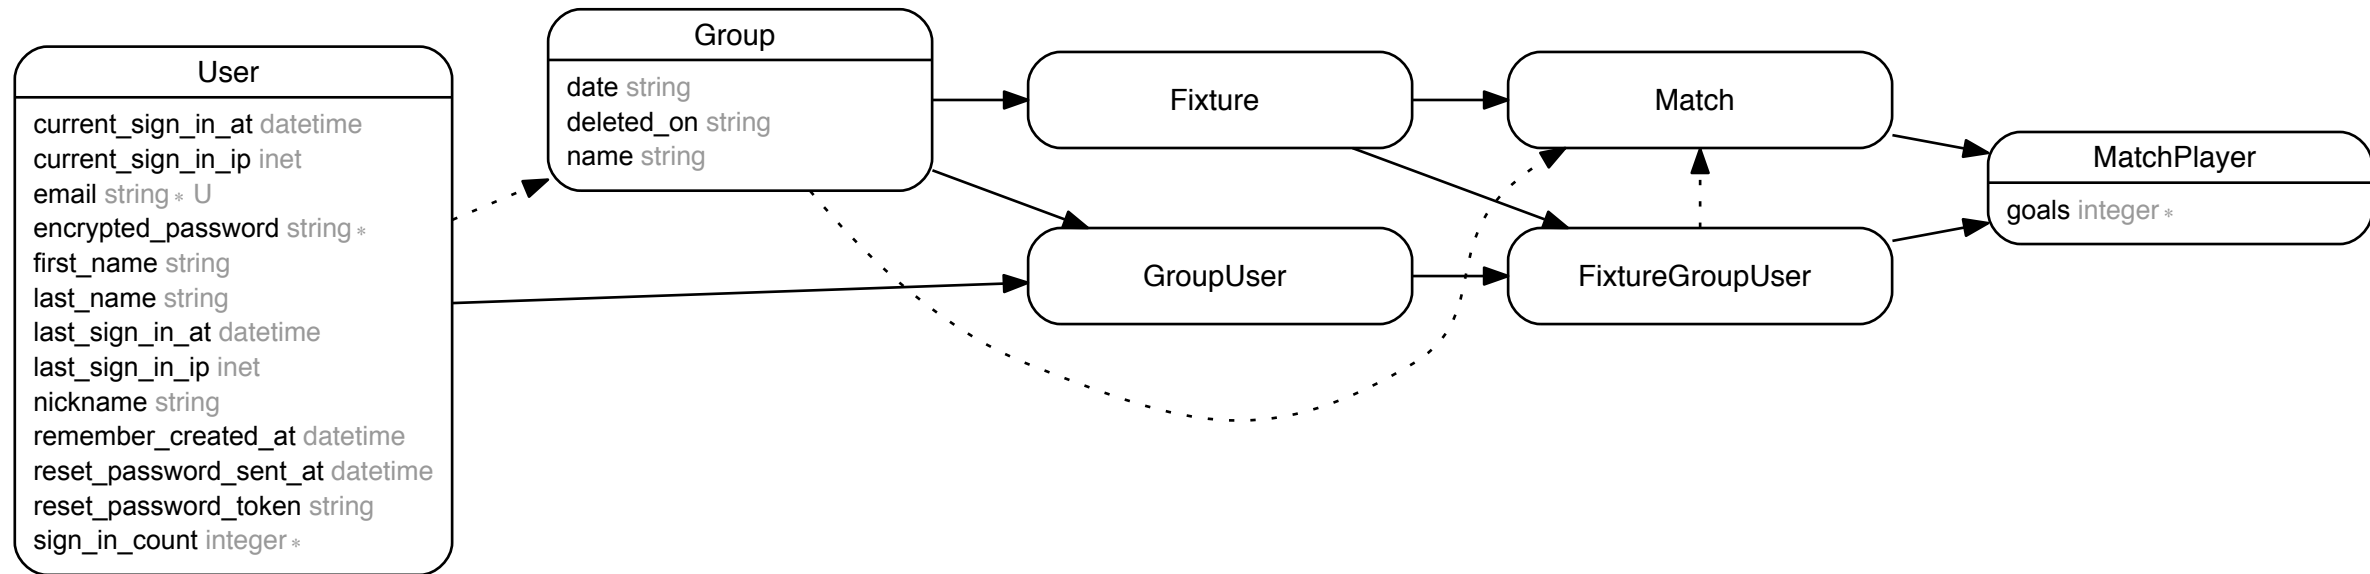 User
current_sign_in_at datetime
current_sign_in_ip inet
email string * U
encrypted_password string *
first_name string
last_name string
last_sign_in_at datetime
last_sign_in_ip inet
nickname string
remember_created_at datetime
reset_password_sent_at datetime
reset_password_token string
sign_in_count integer *
Group
date string
deleted_on string
name string
Fixture
GroupUser
Match
FixtureGroupUser
MatchPlayer
goals integer *